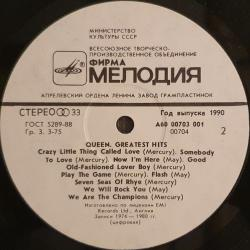 МИНИСТЕРСТВО
КУЛЬТУРЫ СССР
ВСЕСОЮЗНОЕ ТВОРЧЕСКО-
ПРОИЗВОДСТВЕННОЕ ОБЪЕДИНЕНИЕ
ФИРМА
МЕЛОДИЯ
АПРЕЛЕВСКИЙ ОРДЕНА ЛЕНИНА ЗАВОД ГРАМПЛАСТИНОК
СТЕРЕО 33
Год выпуска 1990
ГОСТ 5289-88
А60 00703 001
Гр. 3. 3-75
00704
2
QUEEN. GREATEST HITS
Crazy Little Thing Called Love (Mercury). Somebody
To Love (Mercury). Now I'm Here (May). Good
Old-Fashioned Lover Boy (Mercury)
Play The Game (Mercury). Flash (May)
Seven Seas Of Rhye (Mercury)
We Will Rock You (May)
We Are The Champions (Mercury)
Изготовлено по лицензии EMI
Records Ltd., Англия
Записи 1974 — 1980 гг.
(цифровая)